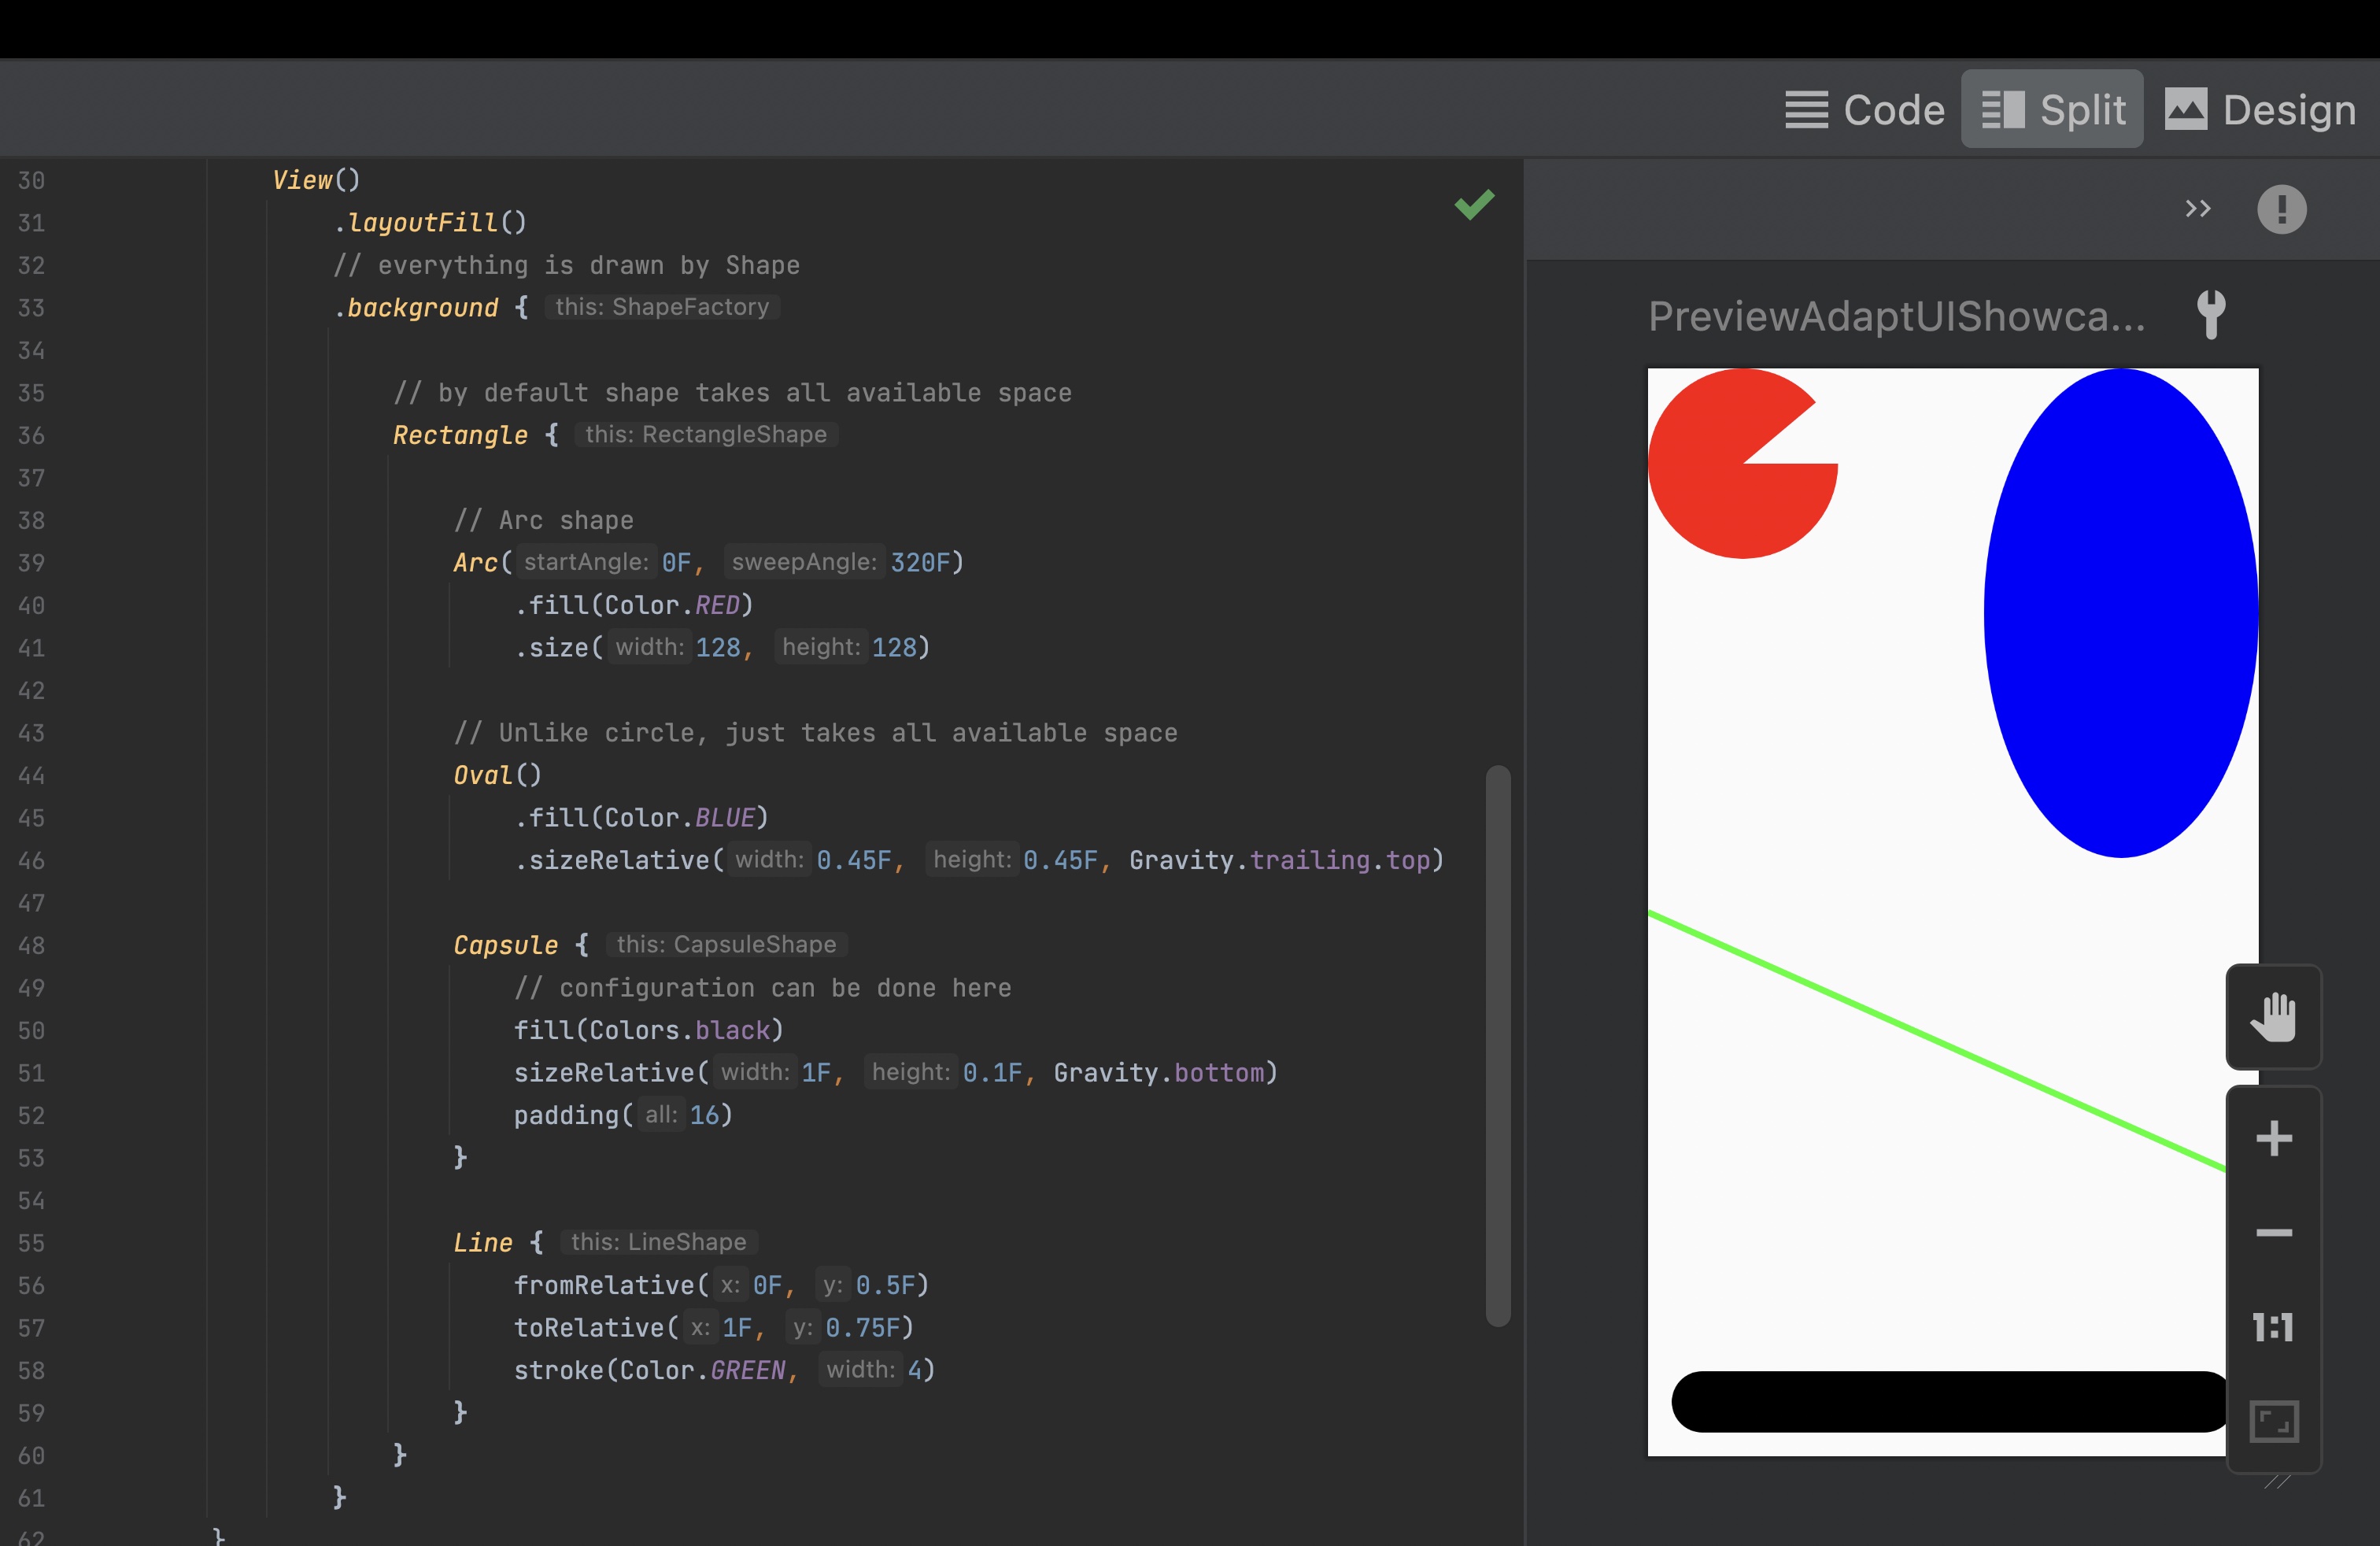 Code Split Design
30 View()
31 .layoutFill()
32 // everything is drawn by Shape
33 .background { this: ShapeFactory
34
35 // by default shape takes all available space
36 Rectangle { this: RectangleShape
37
38 // Arc shape
39 Arc( startAngle: 0F, sweepAngle: 320F)
40 .fill(Color.RED)
41 .size( width: 128, height: 128)
42
43 // Unlike circle, just takes all available space
44 Oval()
45 .fill(Color.BLUE)
46 .sizeRelative( width: 0.45F, height: 0.45F, Gravity.trailing.top)
47
48 Capsule { this: CapsuleShape
49 // configuration can be done here
50 fill(Colors.black)
51 sizeRelative( width: 1F, height: 0.1F, Gravity.bottom)
52 padding( all: 16)
53 }
54
55 Line { this: LineShape
56 fromRelative( x: 0F, y: 0.5F)
57 toRelative( x: 1F, y: 0.75F)
58 stroke(Color.GREEN, width: 4)
59 }
60 }
61 }
62 }
PreviewAdaptUIShowca...
1:1